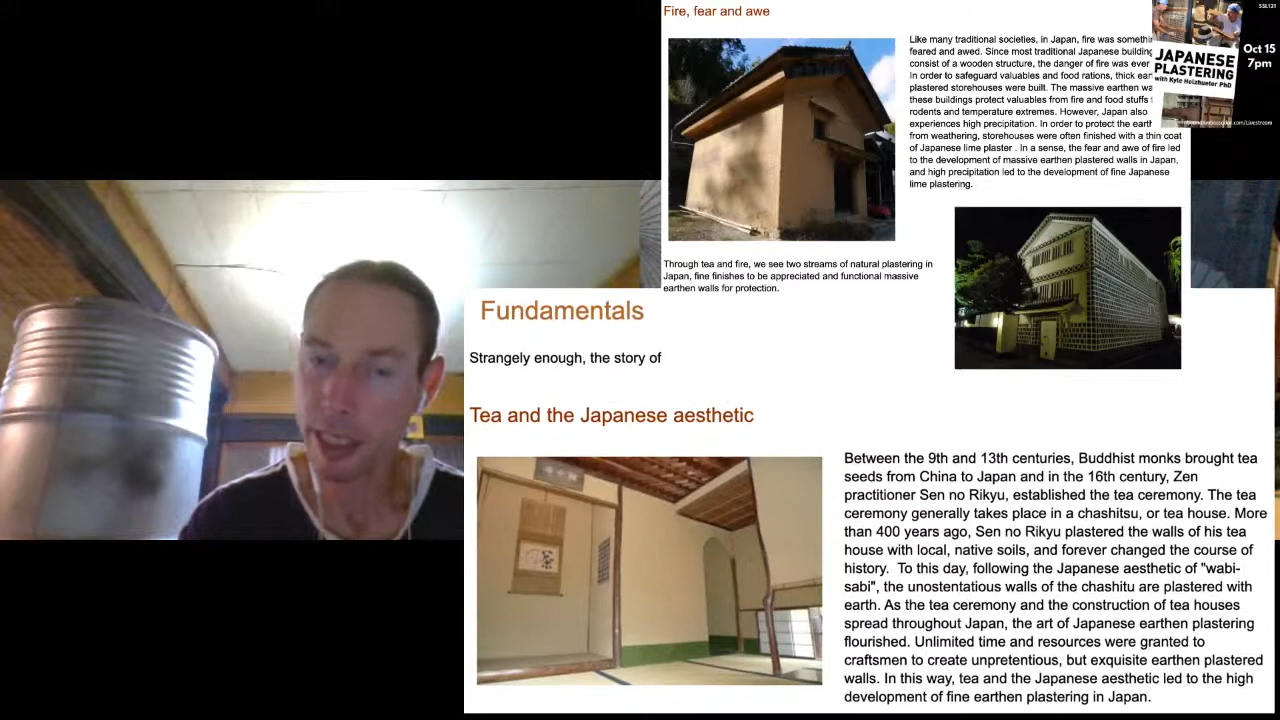 Fire, fear and awe
Like many traditional societies, in Japan, fire was
feared and awed. Since most traditional Japanese
consist of a wooden structure, the danger of fire was ever
In order to safeguard valuables and food rations, thick
plastered storehouses were built. The massive earthen
these buildings protect valuables from fire and food stuffs
rodents and temperature extremes. However, Japan also
experiences high precipitation. In order to protect the
from weathering, storehouses were often finished with a thin coat
of Japanese lime plaster . In a sense, the fear and awe of fire led
to the development of massive earthen plastered walls in Japan,
and high precipitation led to the development of fine Japanese
lime plastering.
SSL121
JAPANESE
PLASTERING
with Kyle Holzhueter PhD
Oct 15
7pm
Through tea and fire, we see two streams of natural plastering in
Japan, fine finishes to be appreciated and functional massive
earthen walls for protection.
Fundamentals
Strangely enough, the story of
Tea and the Japanese aesthetic
Between the 9th and 13th centuries, Buddhist monks brought tea
seeds from China to Japan and in the 16th century, Zen
practitioner Sen no Rikyu, established the tea ceremony. The tea
ceremony generally takes place in a chashitsu, or tea house. More
than 400 years ago, Sen no Rikyu plastered the walls of his tea
house with local, native soils, and forever changed the course of
history. To this day, following the Japanese aesthetic of "wabi-
sabi", the unostentatious walls of the chashitu are plastered with
earth. As the tea ceremony and the construction of tea houses
spread throughout Japan, the art of Japanese earthen plastering
flourished. Unlimited time and resources were granted to
craftsmen to create unpretentious, but exquisite earthen plastered
walls. In this way, tea and the Japanese aesthetic led to the high
development of fine earthen plastering in Japan.